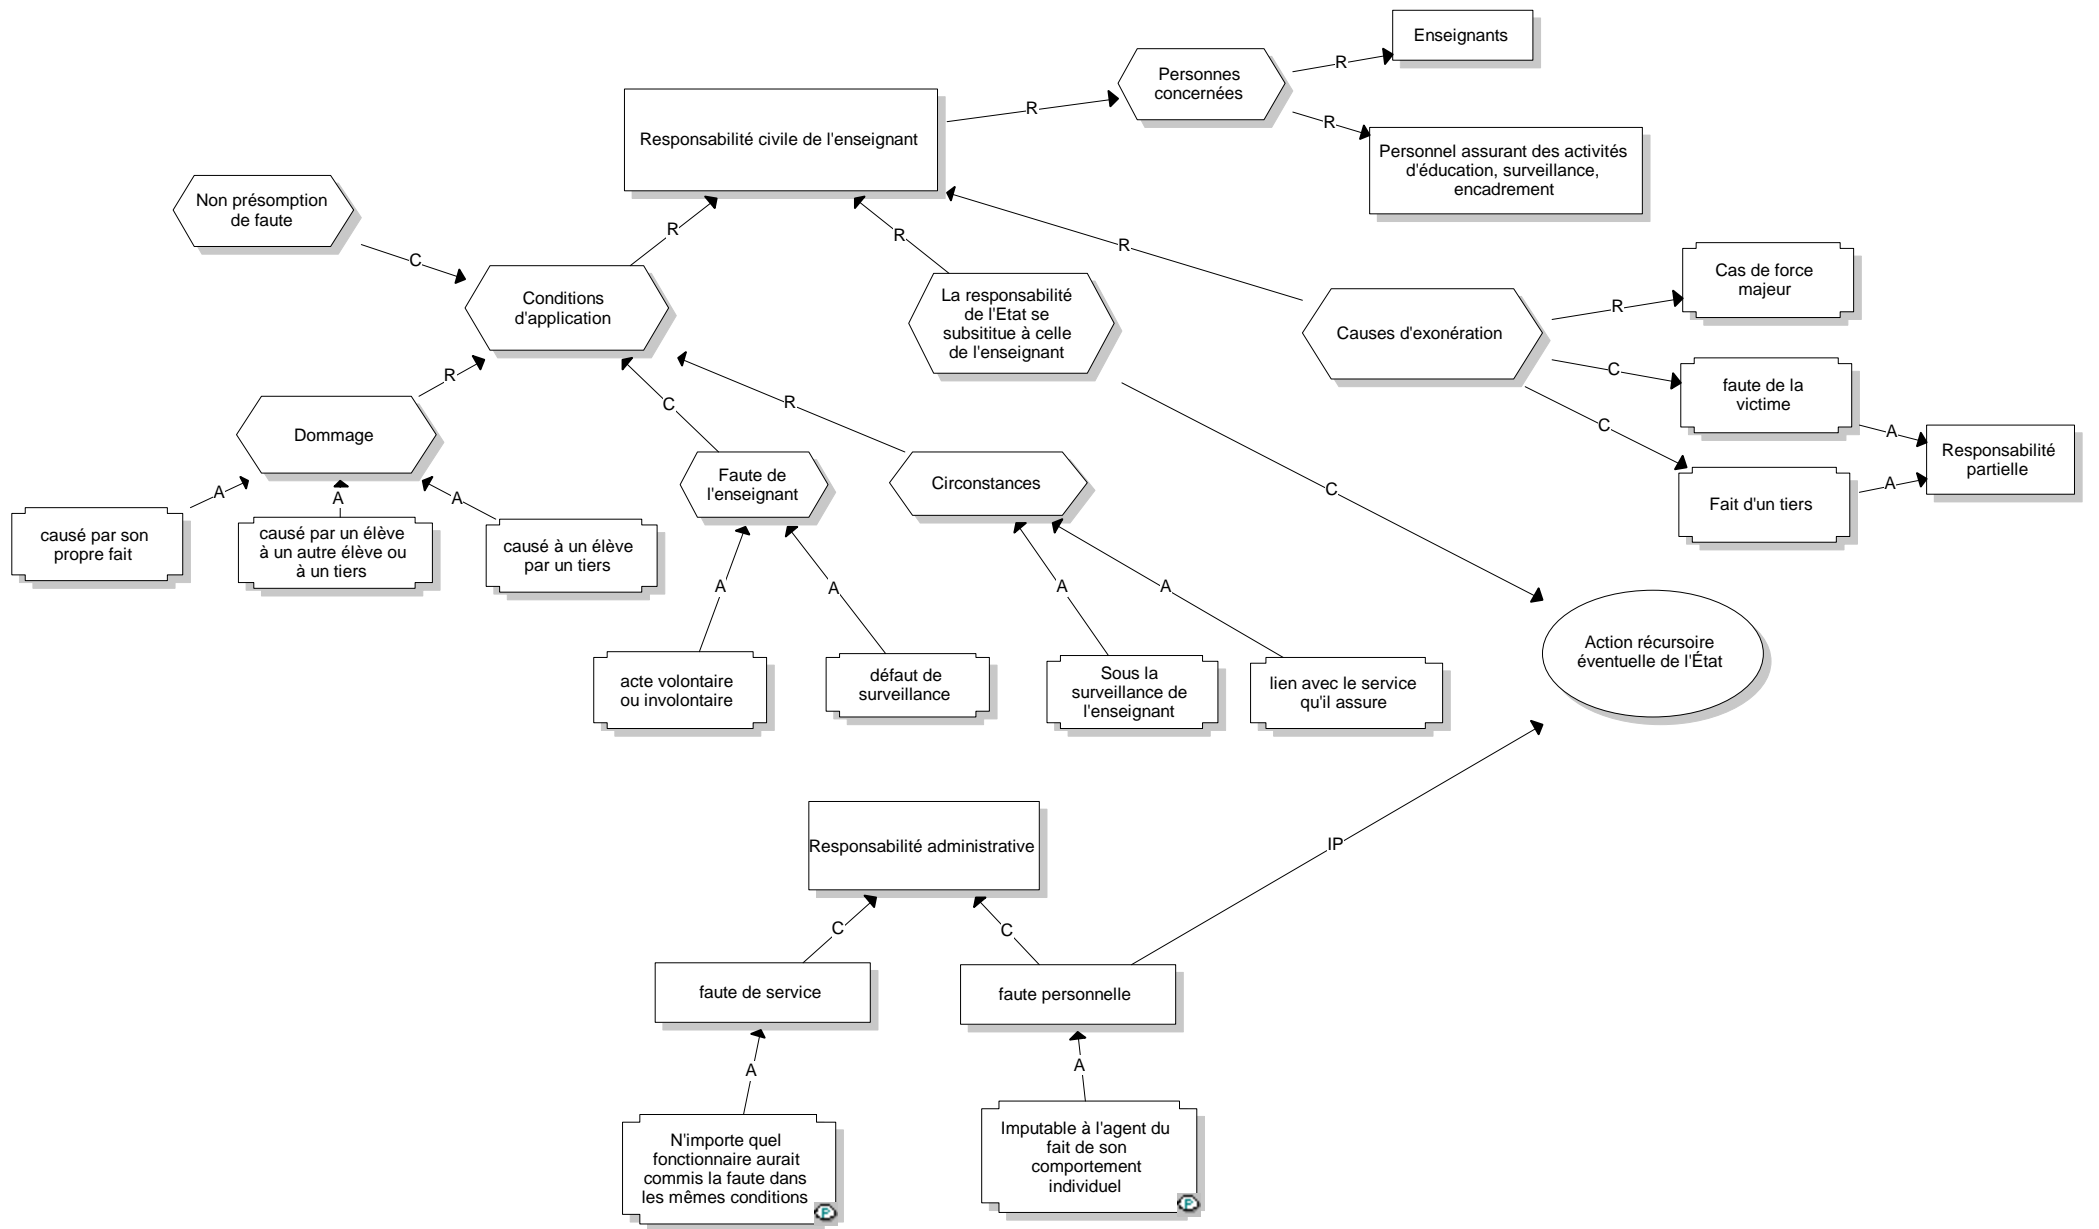 Enseignants
R
Personnes
concernées
R
R
Responsabilité civile de l'enseignant
Personnel assurant des activités
d'éducation, surveillance,
encadrement
Non présomption
de faute
C
R
R
R
Conditions
d'application
La responsabilité
de l'Etat se
subsititue à celle
de l'enseignant
Causes d'exonération
R
Cas de force
majeur
C
faute de la
victime
C
A
Responsabilité
partielle
A
Fait d'un tiers
R
C
R
Dommage
Faute de
l'enseignant
Circonstances
C
A
A
A
causé par son
propre fait
causé par un élève
à un autre élève ou
à un tiers
causé à un élève
par un tiers
A
A
A
A
acte volontaire
ou involontaire
défaut de
surveillance
Sous la
surveillance de
l'enseignant
lien avec le service
qu'il assure
Action récursoire
éventuelle de l'État
Responsabilité administrative
IP
C
C
faute de service
faute personnelle
A
A
N'importe quel
fonctionnaire aurait
commis la faute dans
les mêmes conditions
P
Imputable à l'agent du
fait de son
comportement
individuel
P